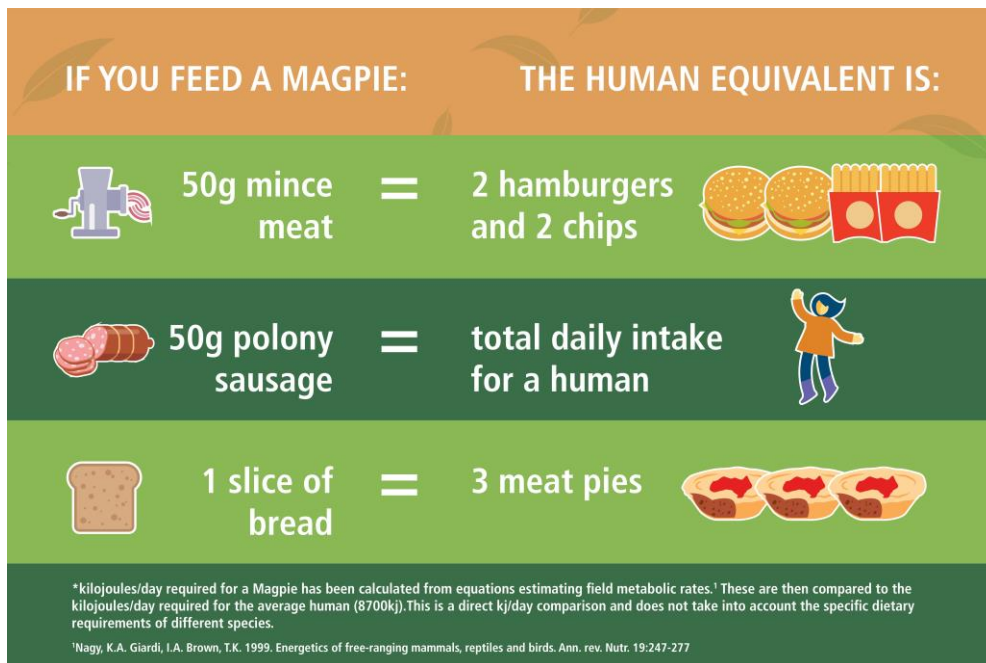 IF YOU FEED A MAGPIE:
THE HUMAN EQUIVALENT IS:
50g mince
meat
=
2 hamburgers
and 2 chips
50g polony
sausage
=
total daily intake
for a human
1 slice of
bread
=
3 meat pies
*kilojoules/day required for a Magpie has been calculated from equations estimating field metabolic rates.¹ These are then compared to the
kilojoules/day required for the average human (8700kj).This is a direct kj/day comparison and does not take into account the specific dietary
requirements of different species.
¹Nagy, K.A. Giardi, I.A. Brown, T.K. 1999. Energetics of free-ranging mammals, reptiles and birds. Ann. rev. Nutr. 19:247-277